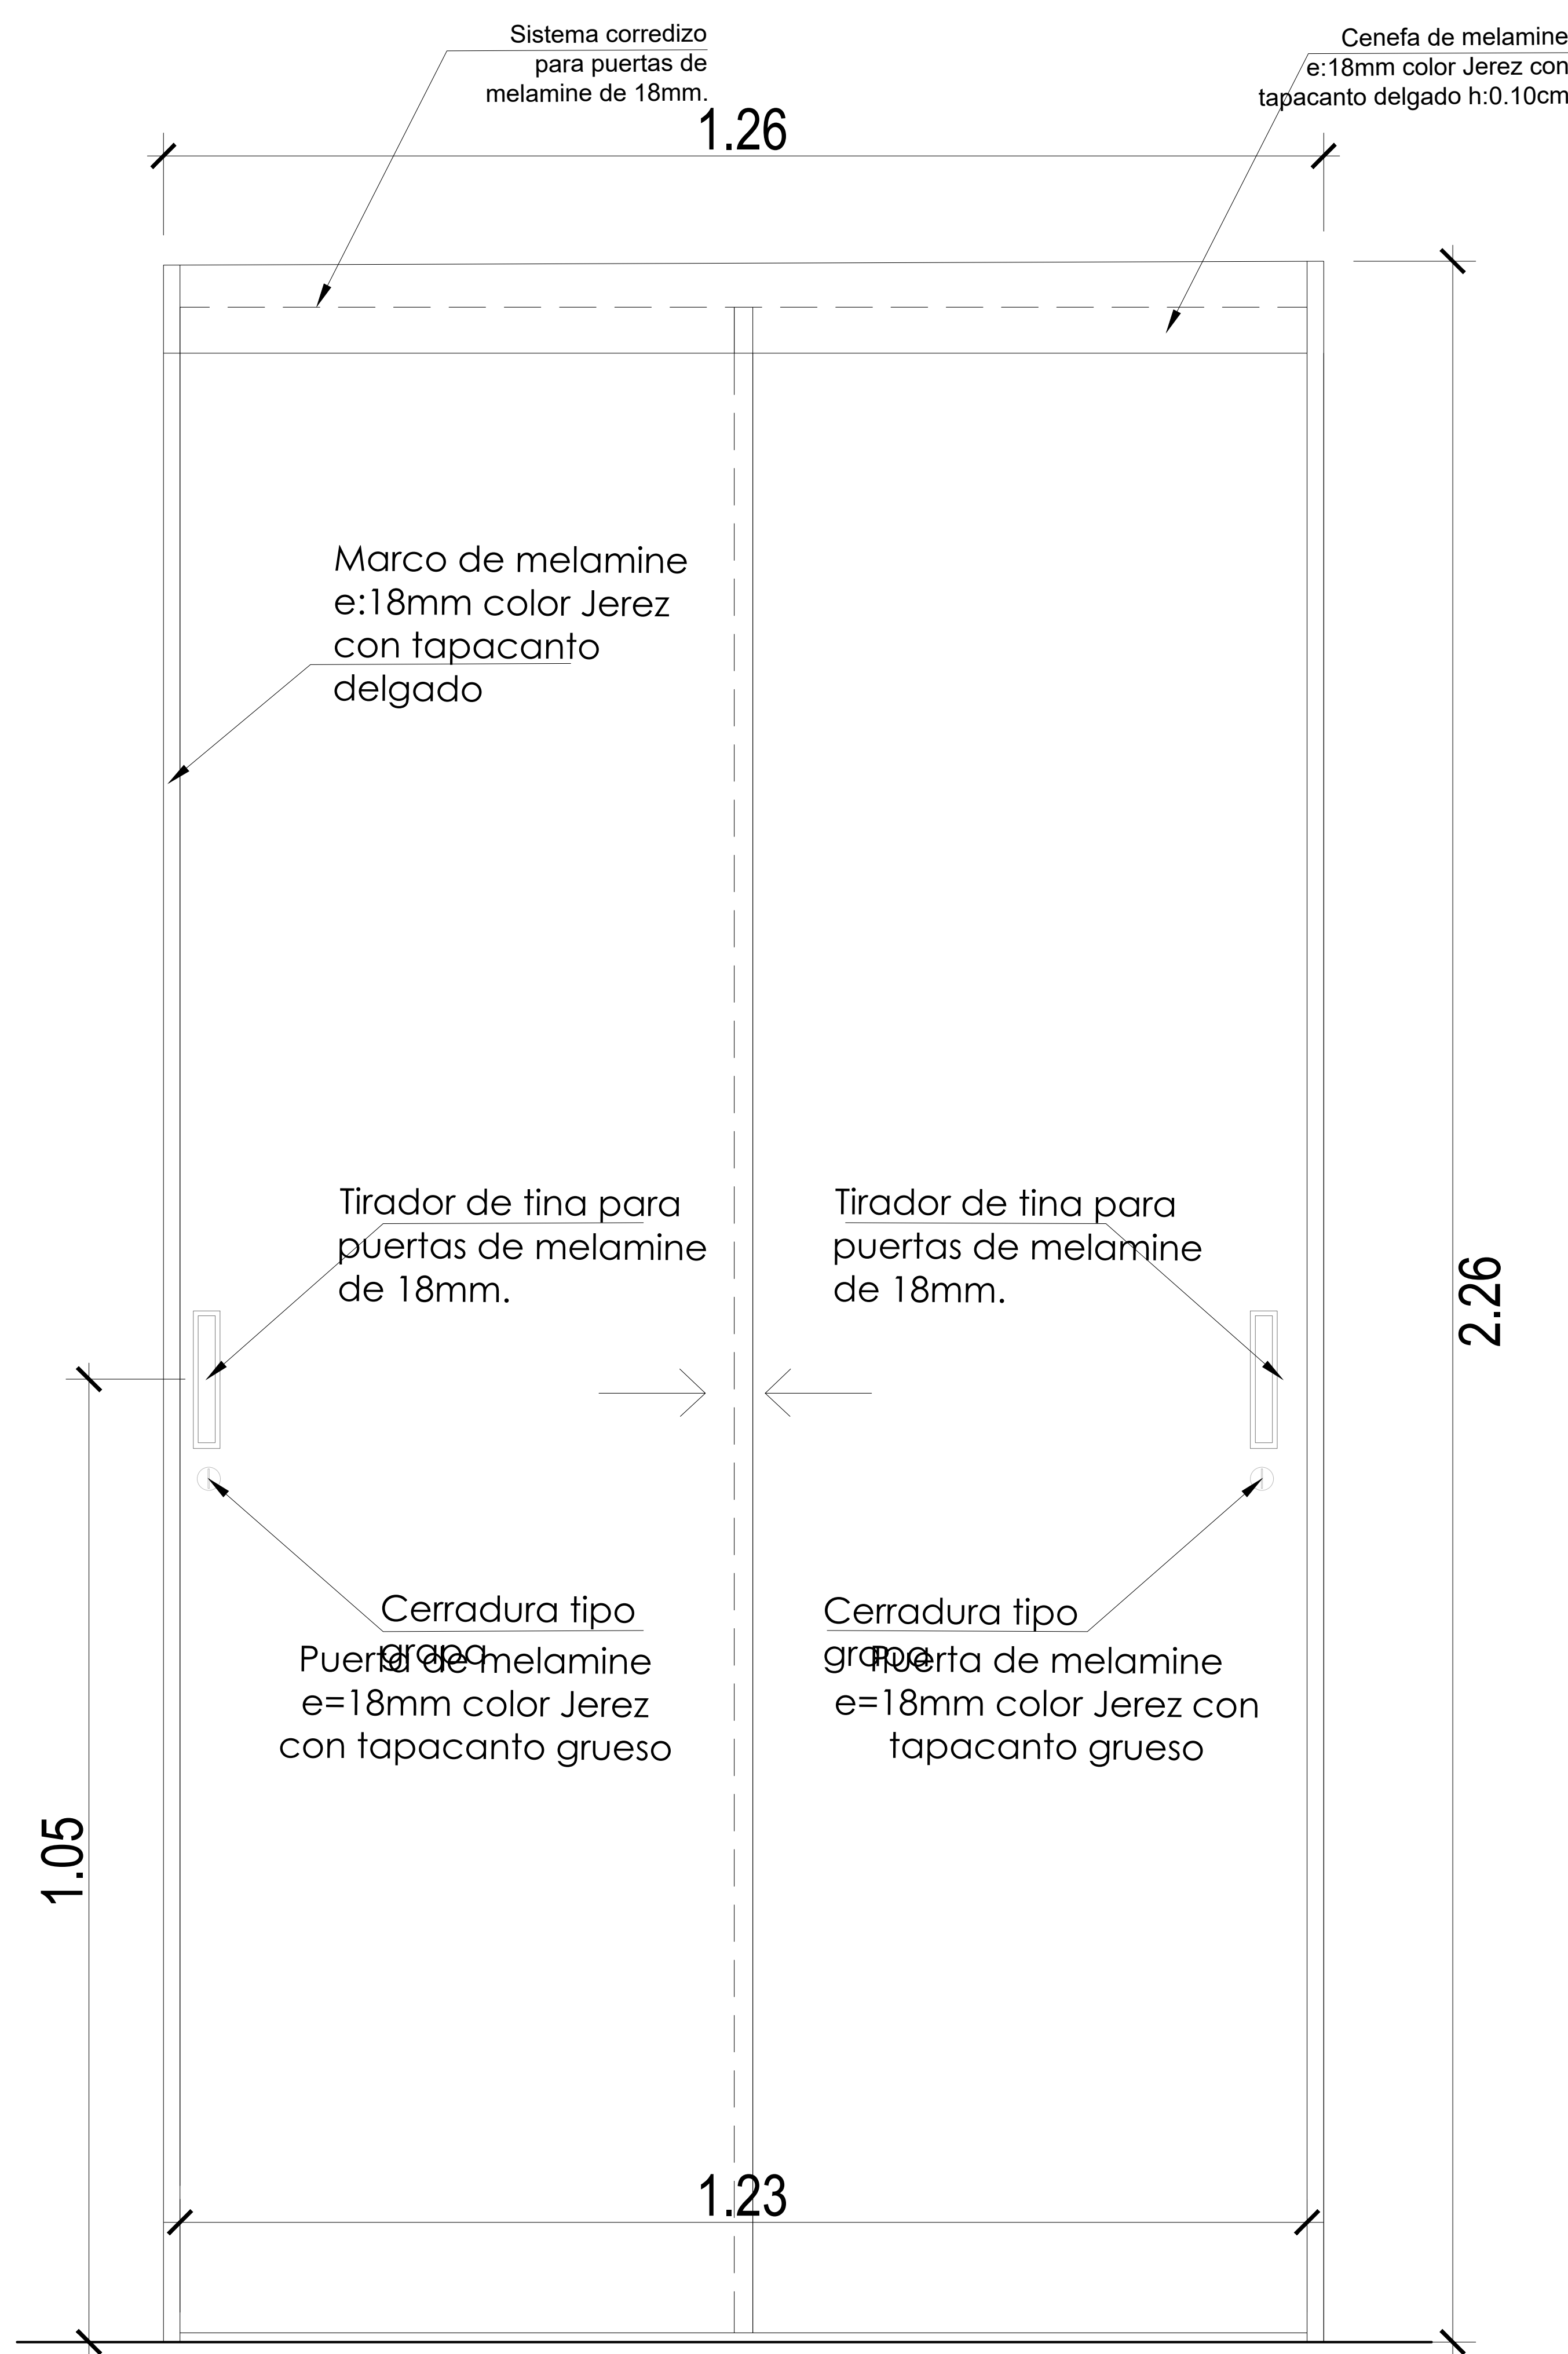 Sistema corredizo
para puertas de
melamine de 18mm.
Cenefa de melamine
e:18mm color Jerez con
tapacanto delgado h:0.10cm
1.26
Marco de melamine
e:18mm color Jerez
con tapacanto
delgado
Tirador de tina para
puertas de melamine
de 18mm.
Tirador de tina para
puertas de melamine
de 18mm.
2.26
Cerradura tipo
grapa
Puerta de melamine
e=18mm color Jerez
con tapacanto grueso
Cerradura tipo
grapa
Puerta de melamine
e=18mm color Jerez con
tapacanto grueso
1.05
1.23